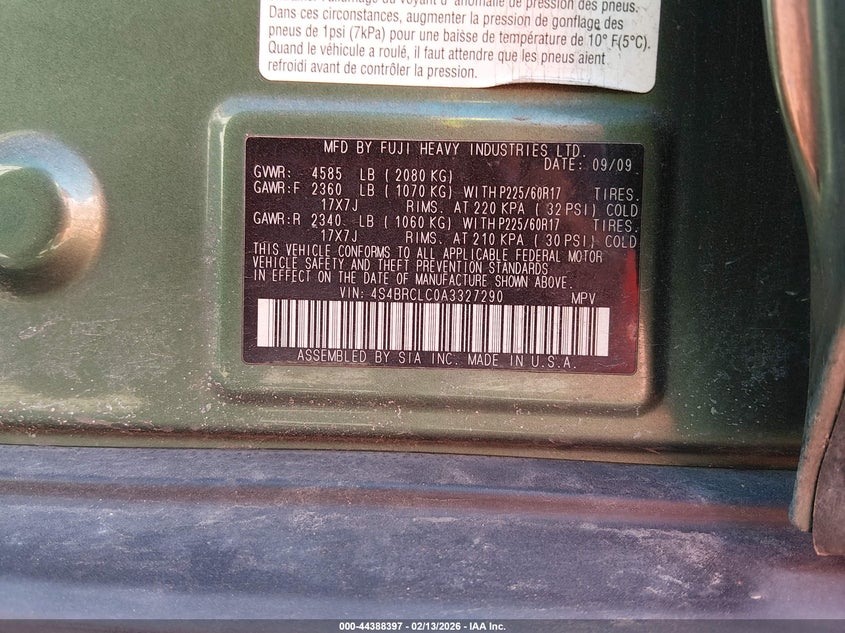 Dans ces circonstances, augmenter la pression de gonflage des
pneus de 1psi (7kPa) pour une baisse de température de 10° F(5°C).
Quand le véhicule a roulé, il faut attendre que les pneus aient
refroidi avant de contrôler la pression.
MFD BY FUJI HEAVY INDUSTRIES LTD.
DATE: 09/09
GVWR: 4585 LB ( 2080 KG)
GAWR:F 2360 LB ( 1070 KG) WITH P225/60R17 TIRES.
17X7J RIMS. AT 220 KPA ( 32 PSI) COLD
GAWR:R 2340 LB ( 1060 KG) WITH P225/60R17 TIRES.
17X7J RIMS. AT 210 KPA ( 30 PSI) COLD
THIS VEHICLE CONFORMS TO ALL APPLICABLE FEDERAL MOTOR
VEHICLE SAFETY AND THEFT PREVENTION STANDARDS
IN EFFECT ON THE DATE OF MANUFACTURE SHOWN ABOVE.
VIN: 4S4BRCLC0A3327290 MPV
ASSEMBLED BY SIA INC. MADE IN U.S.A.
000-44388397 - 02/13/2026 - IAA Inc.